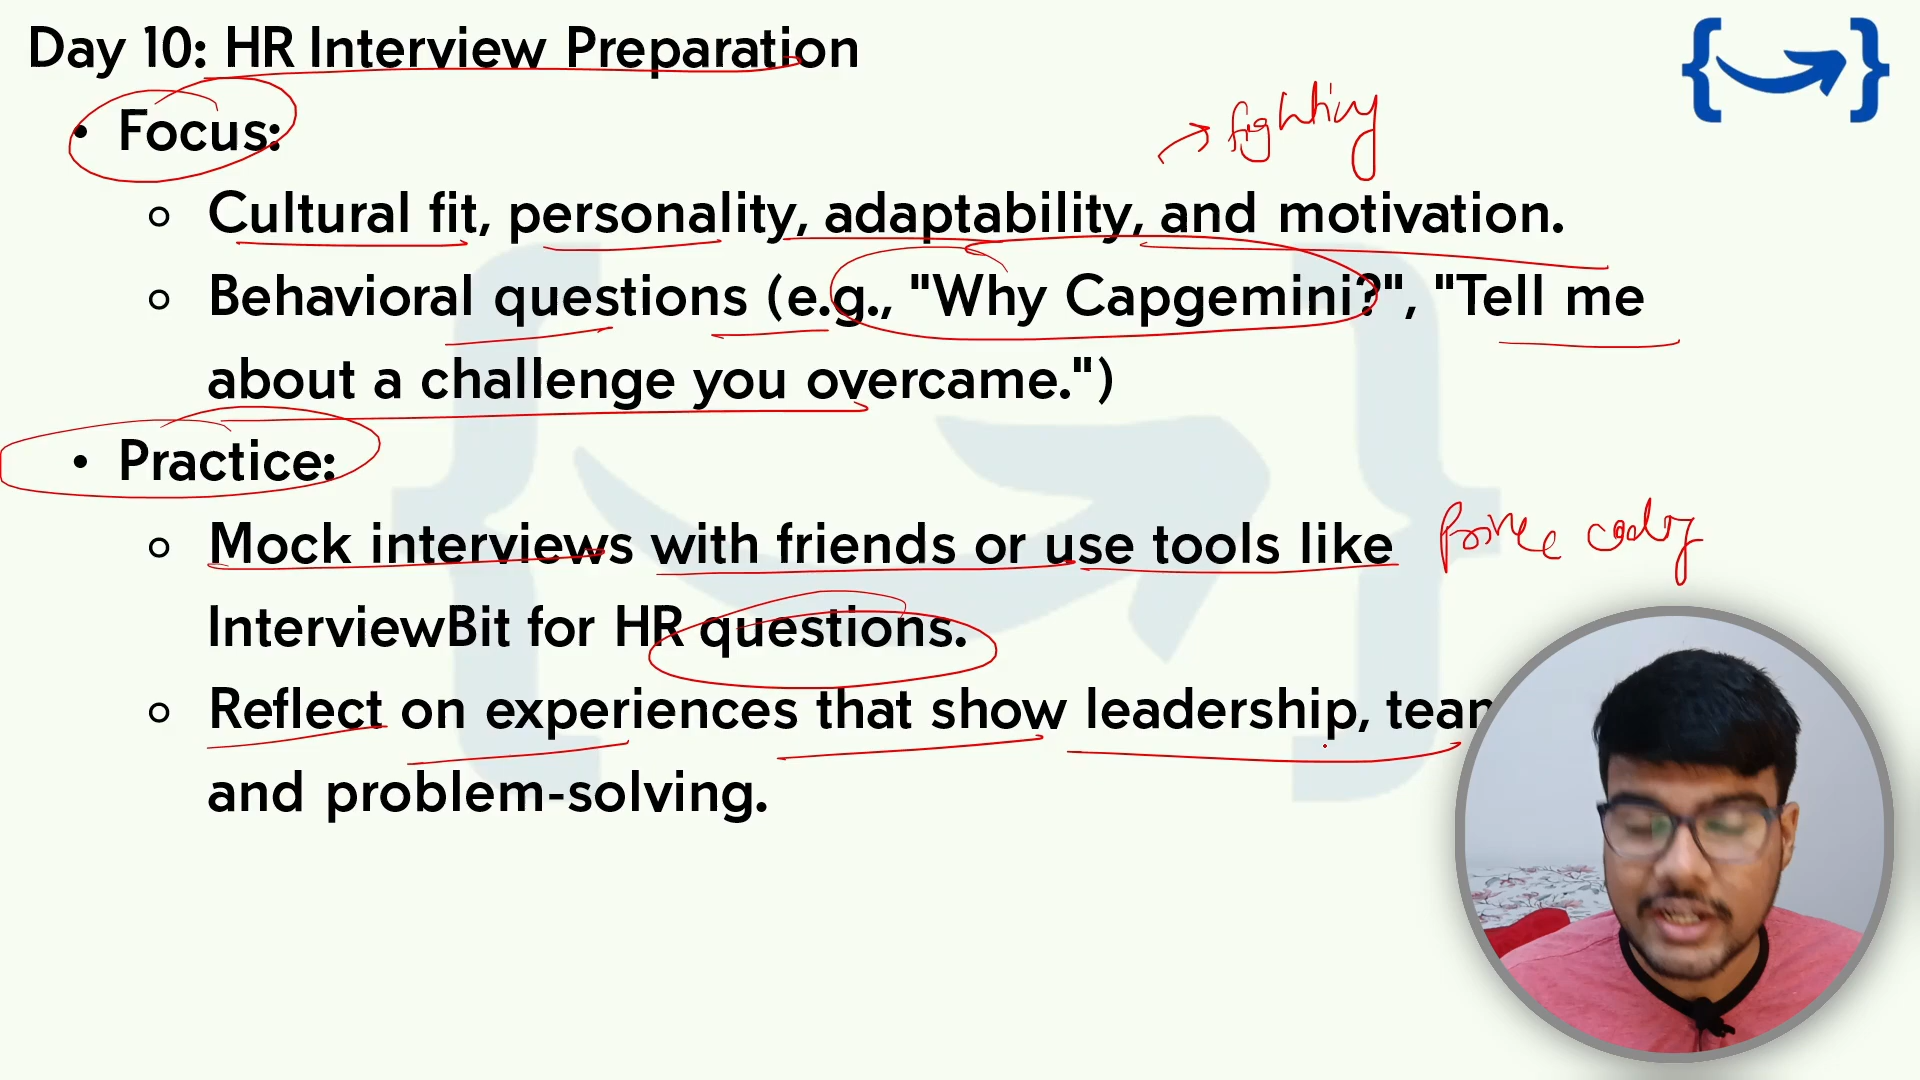 Day 10: HR Interview Preparation
• Focus:
fighting
○ Cultural fit, personality, adaptability, and motivation.
○ Behavioral questions (e.g., "Why Capgemini?", "Tell me
about a challenge you overcame.")
• Practice:
○ Mock interviews with friends or use tools like
InterviewBit for HR questions.
○ Reflect on experiences that show leadership,
and problem-solving.